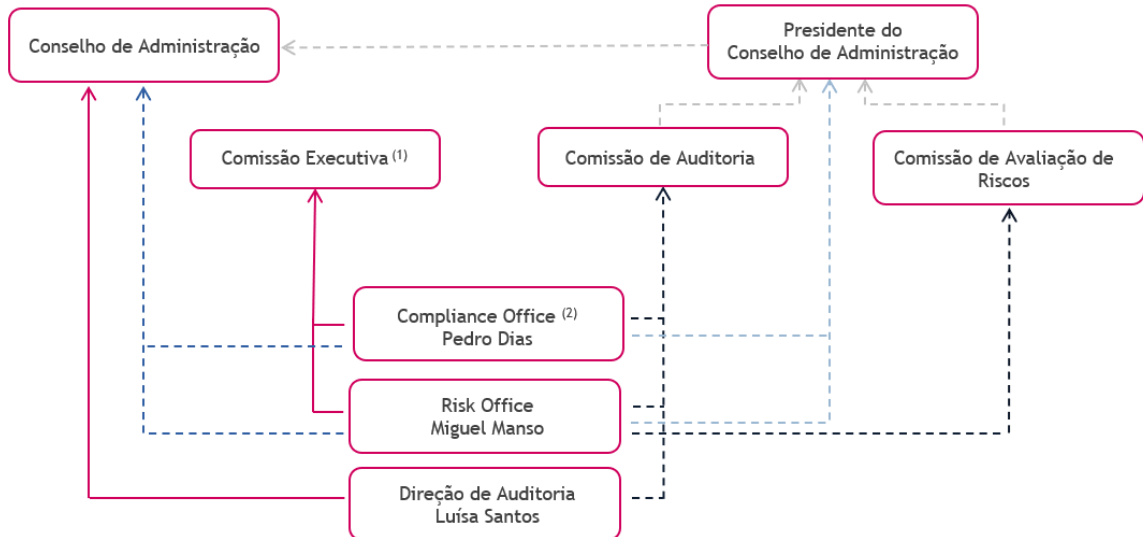 Conselho de Administração
Presidente do
Conselho de Administração
Comissão Executiva (1)
Comissão de Auditoria
Comissão de Avaliação de
Riscos
Compliance Office (2)
Pedro Dias
Risk Office
Miguel Manso
Direção de Auditoria
Luísa Santos